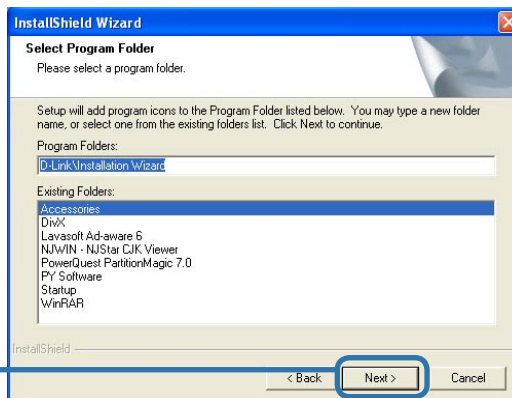 InstallShield Wizard
Select Program Folder
Please select a program folder.
Setup will add program icons to the Program Folder listed below. You may type a new folder
name, or select one from the existing folders list. Click Next to continue.
Program Folders:
D-Link\Installation Wizard
Existing Folders:
Accessories
DivX
Lavasoft Ad-aware 6
NJWIN - NJStar CJK Viewer
PowerQuest PartitionMagic 7.0
PY Software
Startup
WinRAR
InstallShield
< Back Next > Cancel